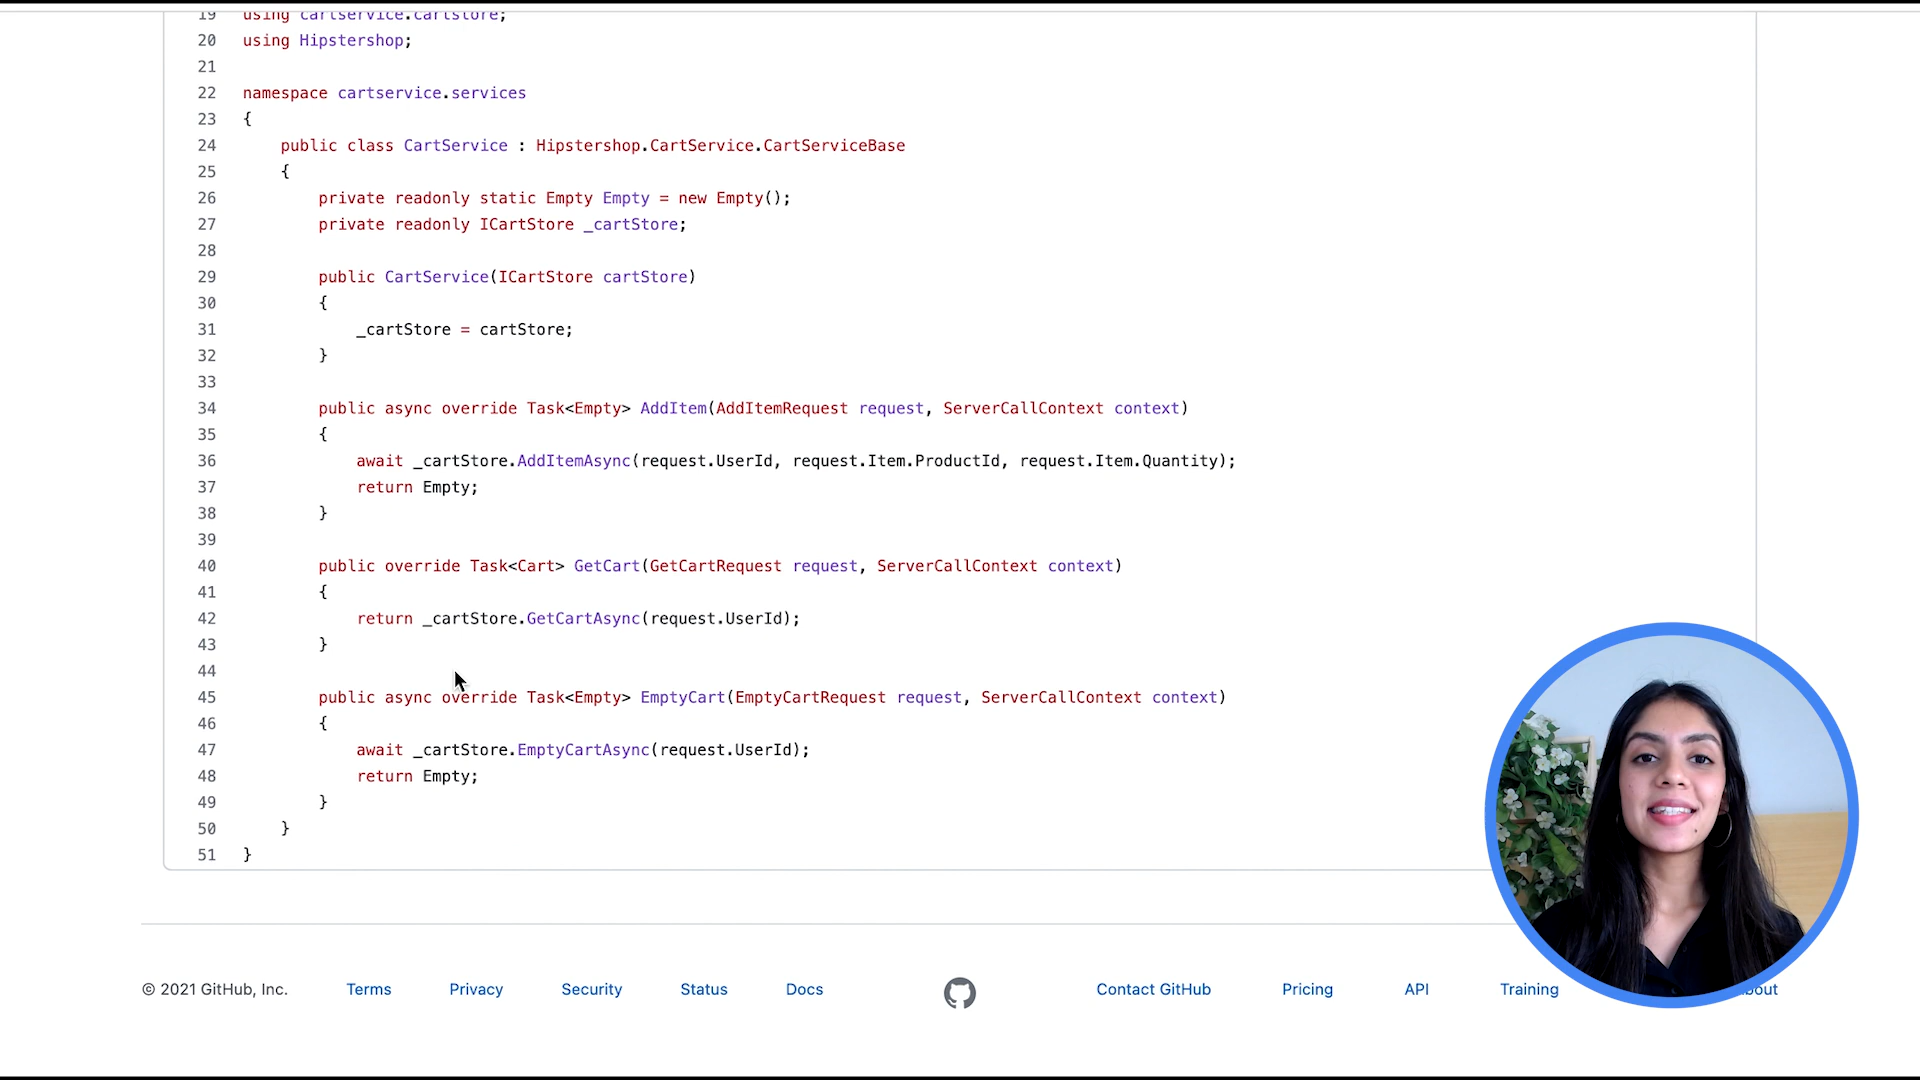 19 using cartservice.cartstore;
20 using Hipstershop;
21
22 namespace cartservice.services
23 {
24 public class CartService : Hipstershop.CartService.CartServiceBase
25 {
26 private readonly static Empty Empty = new Empty();
27 private readonly ICartStore _cartStore;
28
29 public CartService(ICartStore cartStore)
30 {
31 _cartStore = cartStore;
32 }
33
34 public async override Task<Empty> AddItem(AddItemRequest request, ServerCallContext context)
35 {
36 await _cartStore.AddItemAsync(request.UserId, request.Item.ProductId, request.Item.Quantity);
37 return Empty;
38 }
39
40 public override Task<Cart> GetCart(GetCartRequest request, ServerCallContext context)
41 {
42 return _cartStore.GetCartAsync(request.UserId);
43 }
44
45 public async override Task<Empty> EmptyCart(EmptyCartRequest request, ServerCallContext context)
46 {
47 await _cartStore.EmptyCartAsync(request.UserId);
48 return Empty;
49 }
50 }
51 }
© 2021 GitHub, Inc. Terms Privacy Security Status Docs Contact GitHub Pricing API Training